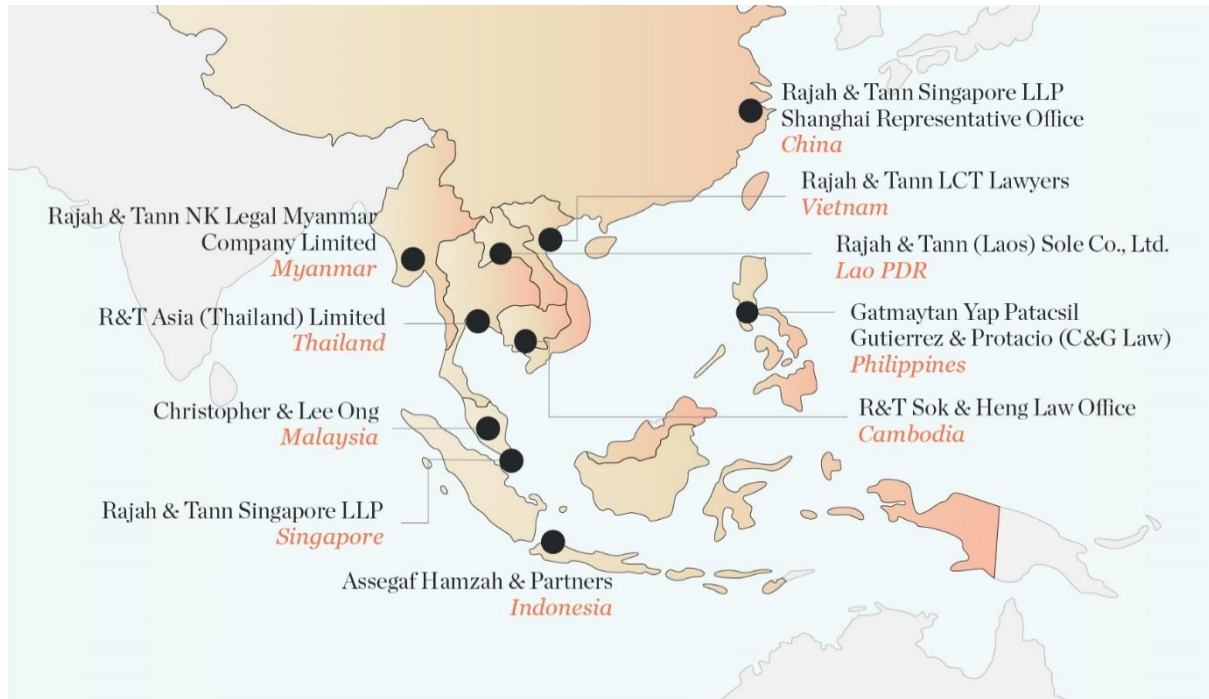 Rajah & Tann Singapore LLP
Shanghai Representative Office
China
Rajah & Tann LCT Lawyers
Vietnam
Rajah & Tann NK Legal Myanmar
Company Limited
Myanmar
Rajah & Tann (Laos) Sole Co., Ltd.
Lao PDR
R&T Asia (Thailand) Limited
Thailand
Gatmaytan Yap Patacsil
Gutierrez & Protacio (C&G Law)
Philippines
Christopher & Lee Ong
Malaysia
R&T Sok & Heng Law Office
Cambodia
Rajah & Tann Singapore LLP
Singapore
Assegaf Hamzah & Partners
Indonesia